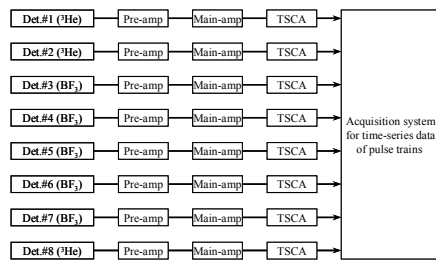 Det.#1 (³He) Pre-amp Main-amp TSCA
Det.#2 (³He) Pre-amp Main-amp TSCA
Det.#3 (BF₃) Pre-amp Main-amp TSCA
Det.#4 (BF₃) Pre-amp Main-amp TSCA
Det.#5 (BF₃) Pre-amp Main-amp TSCA
Det.#6 (BF₃) Pre-amp Main-amp TSCA
Det.#7 (BF₃) Pre-amp Main-amp TSCA
Det.#8 (³He) Pre-amp Main-amp TSCA
Acquisition system
for time-series data
of pulse trains